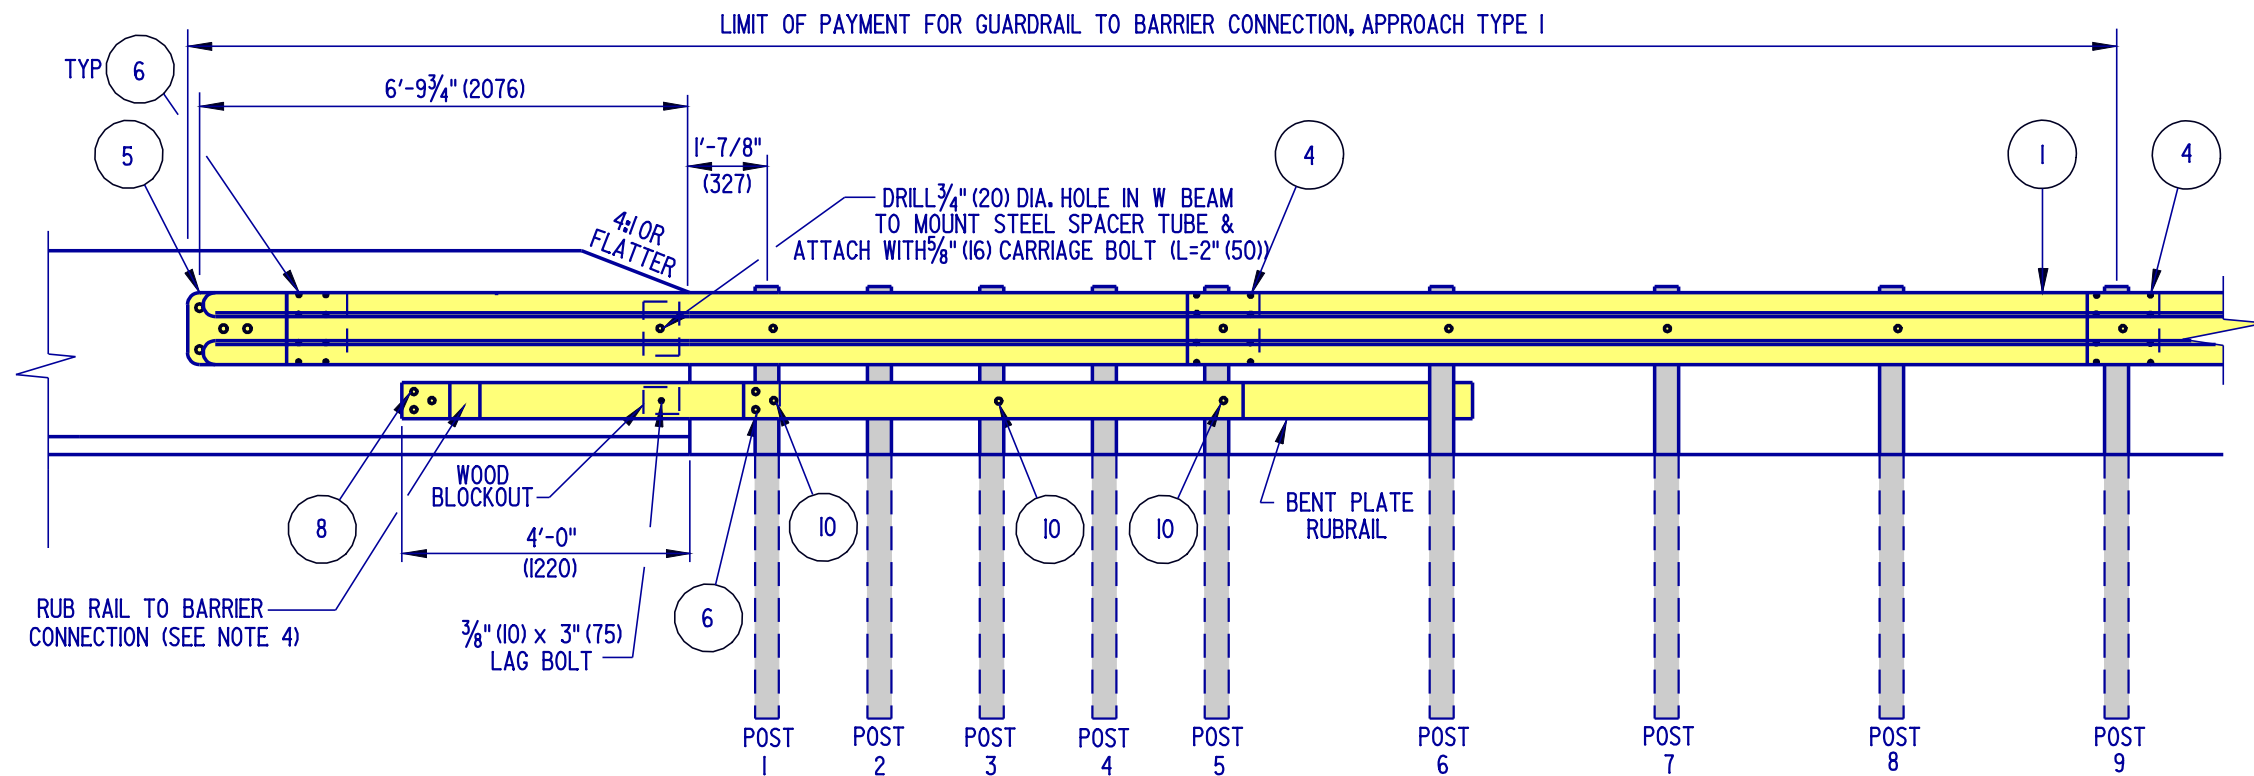 LIMIT OF PAYMENT FOR GUARDRAIL TO BARRIER CONNECTION, APPROACH TYPE I
TYP 6
6'-9¾" (2076)
5
1'-7/8"
(327)
4
1
4
DRILL ¾" (20) DIA. HOLE IN W BEAM
TO MOUNT STEEL SPACER TUBE &
ATTACH WITH ⅝" (16) CARRIAGE BOLT (L=2" (50))
4:1 OR
FLATTER
WOOD
BLOCKOUT
8
10
10
10
BENT PLATE
RUBRAIL
4'-0"
(1220)
RUB RAIL TO BARRIER
CONNECTION (SEE NOTE 4)
6
⅜" (10) x 3" (75)
LAG BOLT
POST
1
POST
2
POST
3
POST
4
POST
5
POST
6
POST
7
POST
8
POST
9